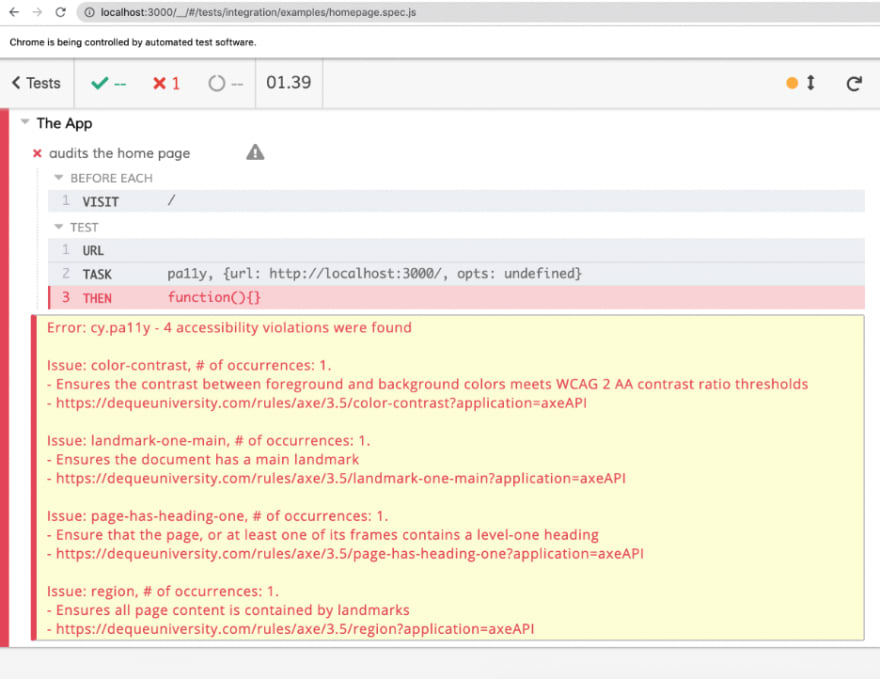 localhost:3000/__/#/tests/integration/examples/homepage.spec.js
Chrome is being controlled by automated test software.
Tests -- 1 -- 01.39
The App
audits the home page
BEFORE EACH
1 VISIT /
TEST
1 URL
2 TASK pa11y, {url: http://localhost:3000/, opts: undefined}
3 THEN function(){}
Error: cy.pa11y - 4 accessibility violations were found
Issue: color-contrast, # of occurrences: 1.
- Ensures the contrast between foreground and background colors meets WCAG 2 AA contrast ratio thresholds
- https://dequeuniversity.com/rules/axe/3.5/color-contrast?application=axeAPI
Issue: landmark-one-main, # of occurrences: 1.
- Ensures the document has a main landmark
- https://dequeuniversity.com/rules/axe/3.5/landmark-one-main?application=axeAPI
Issue: page-has-heading-one, # of occurrences: 1.
- Ensure that the page, or at least one of its frames contains a level-one heading
- https://dequeuniversity.com/rules/axe/3.5/page-has-heading-one?application=axeAPI
Issue: region, # of occurrences: 1.
- Ensures all page content is contained by landmarks
- https://dequeuniversity.com/rules/axe/3.5/region?application=axeAPI